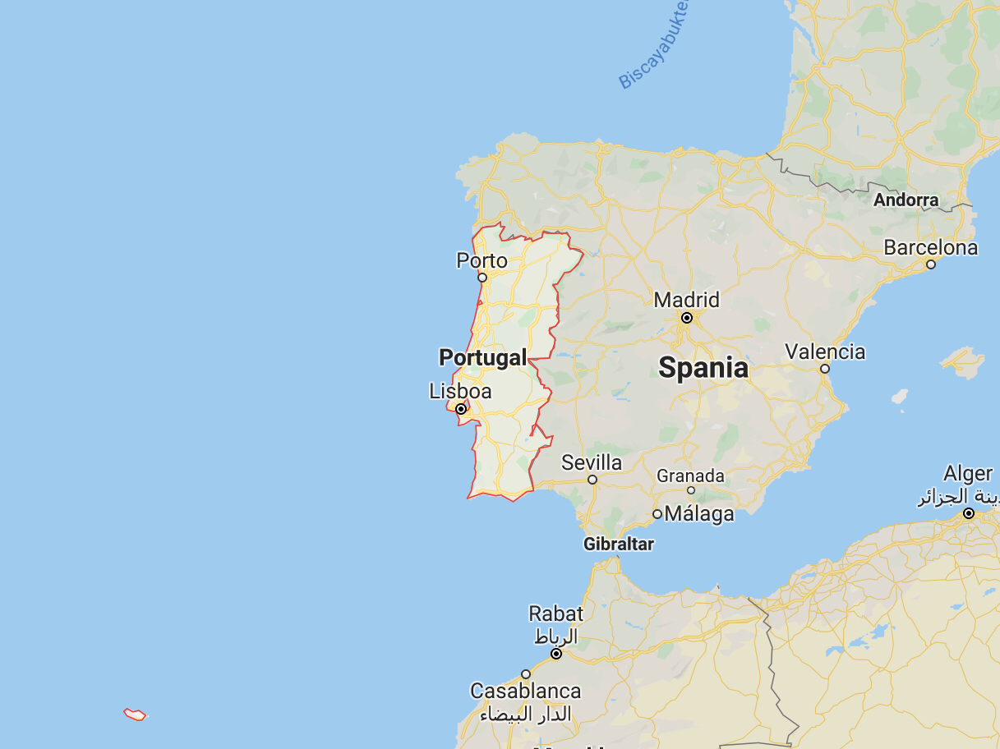 Biscayabukten
Andorra
Barcelona
Porto
Madrid
Valencia
Portugal
Spania
Lisboa
Sevilla
Granada
Alger
Málaga
Gibraltar
Rabat
الرباط
Casablanca
الدار البيضاء